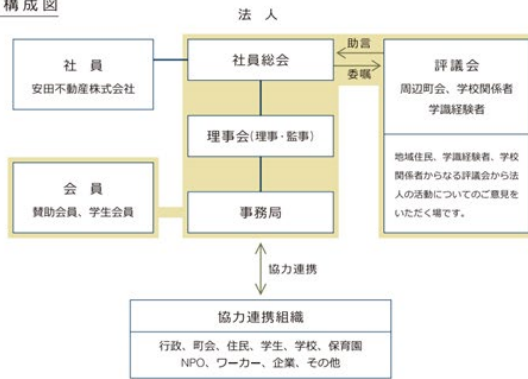 構成図
法 人
社 員
安田不動産株式会社
社員総会
助言
委嘱
評議会
周辺町会、学校関係者
学識経験者
地域住民、学識経験者、学校
関係者からなる評議会から法
人の活動についてのご意見を
いただく場です。
理事会(理事・監事)
会 員
賛助会員、学生会員
事務局
協力連携
協力連携組織
行政、町会、住民、学生、学校、保育園
NPO、ワーカー、企業、その他